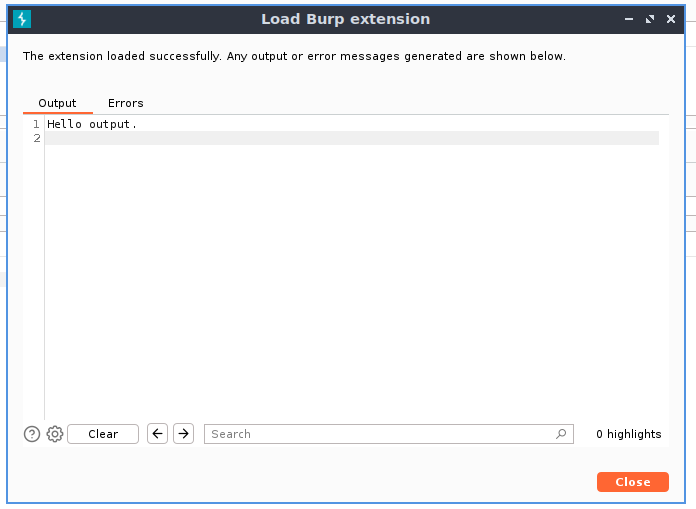 Load Burp extension
The extension loaded successfully. Any output or error messages generated are shown below.
Output Errors
1 Hello output.
2
Clear Search 0 highlights
Close